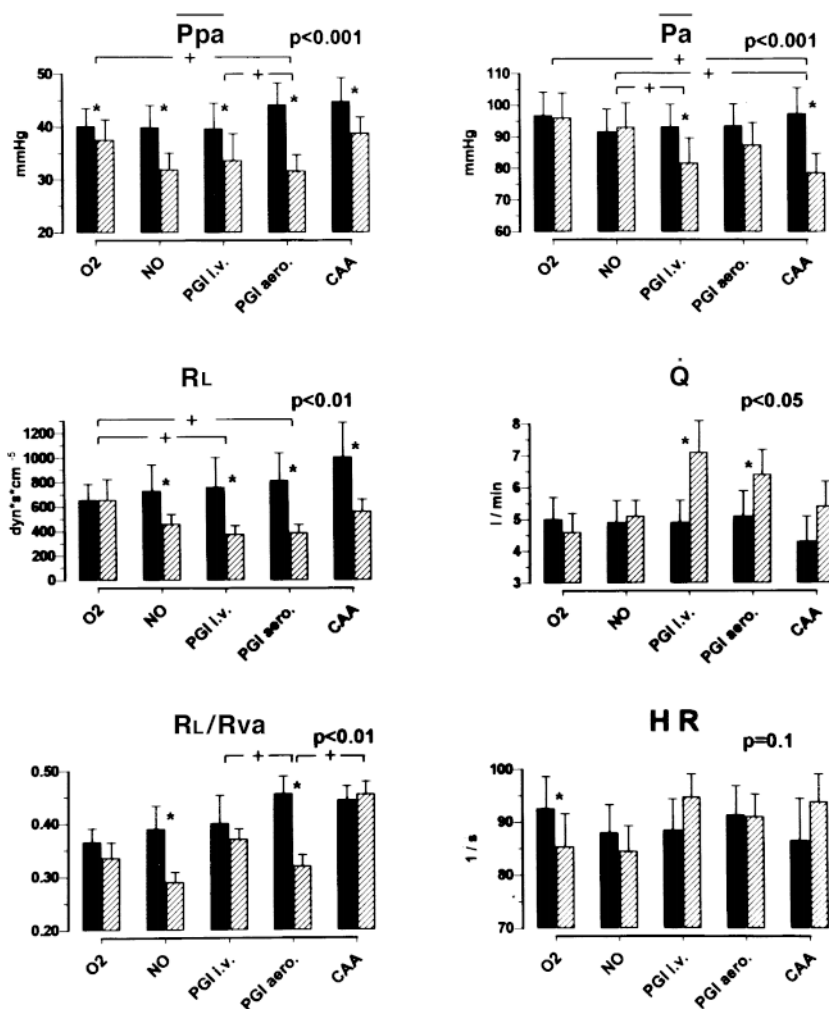 Ppa
p<0.001
+
+
50
40
30
20
mmHg
* * * * *
O2 NO PGI i.v. PGI aero. CAA
Pa
p<0.001
+
+
+
110
100
90
80
70
60
mmHg
* *
O2 NO PGI i.v. PGI aero. CAA
RL
p<0.01
+
+
1200
1000
800
600
400
200
0
dyn*s*cm -5
* * * *
O2 NO PGI i.v. PGI aero. CAA
Q̇
p<0.05
8
7
6
5
4
3
l / min
* *
O2 NO PGI i.v. PGI aero. CAA
RL/Rva
p<0.01
+ +
0.50
0.40
0.30
0.20
* *
O2 NO PGI i.v. PGI aero. CAA
HR
p=0.1
100
90
80
70
1 / s
*
O2 NO PGI i.v. PGI aero. CAA